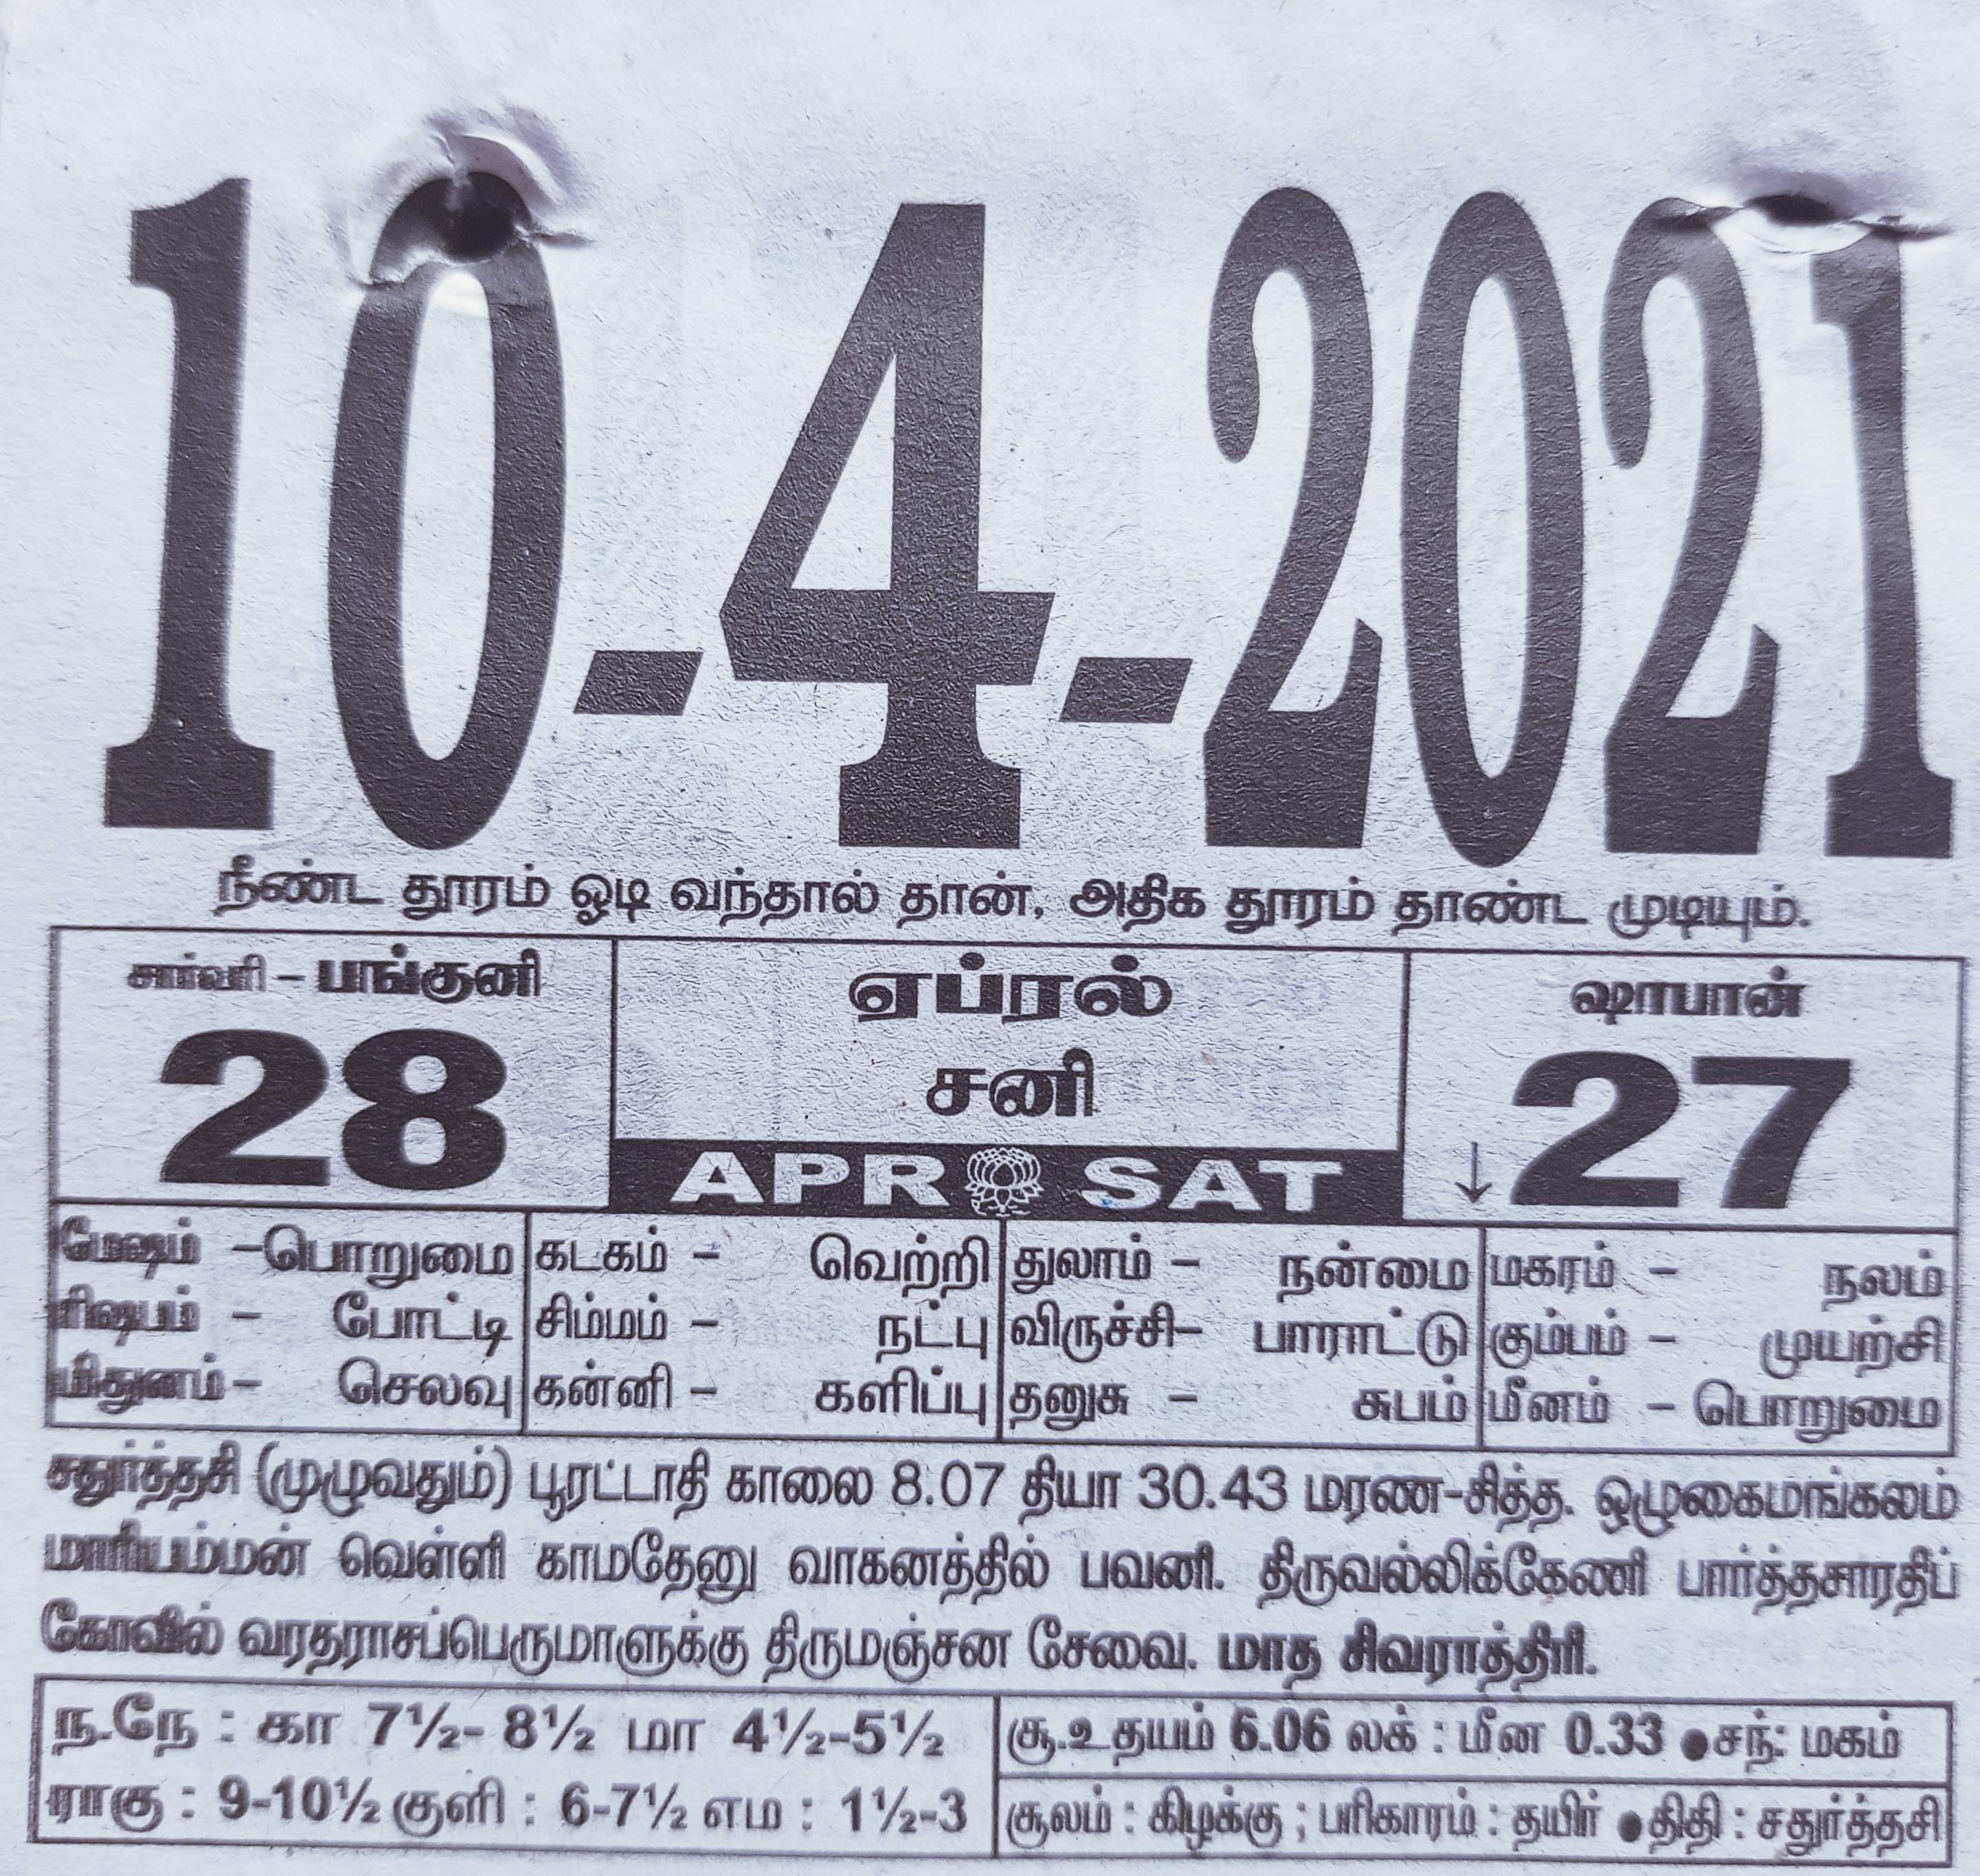 10-4-2021
நீண்ட தூரம் ஓடி வந்தால் தான், அதிக தூரம் தாண்ட முடியும்.
சார்வரி – பங்குனி ஏப்ரல் ஷாபான்
28 சனி ↓27
APR SAT
மேஷம் –பொறுமை கடகம் – வெற்றி துலாம் – நன்மை மகரம் – நலம்
ரிஷபம் – போட்டி சிம்மம் – நட்பு விருச்சி– பாராட்டு கும்பம் – முயற்சி
மிதுனம்– செலவு கன்னி – களிப்பு தனுசு – சுபம் மீனம் – பொறுமை
சதுர்த்தசி (முழுவதும்) பூரட்டாதி காலை 8.07 தியா 30.43 மரண-சித்த. ஒழுகைமங்கலம்
மாரியம்மன் வெள்ளி காமதேனு வாகனத்தில் பவனி. திருவல்லிக்கேணி பார்த்தசாரதிப்
கோவில் வரதராசப்பெருமாளுக்கு திருமஞ்சன சேவை. மாத சிவராத்திரி.
ந.நே : கா 7½- 8½ மா 4½-5½ சூ.உதயம் 6.06 லக் : மீன 0.33 ●சந்: மகம்
ராகு : 9-10½ குளி : 6-7½ எம : 1½-3 சூலம் : கிழக்கு ; பரிகாரம் : தயிர் ●திதி : சதுர்த்தசி